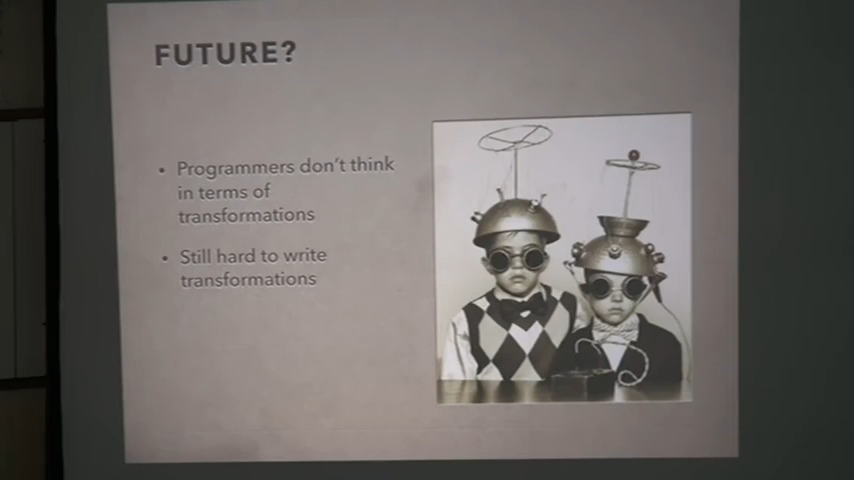 FUTURE?
• Programmers don't think
in terms of
transformations
• Still hard to write
transformations